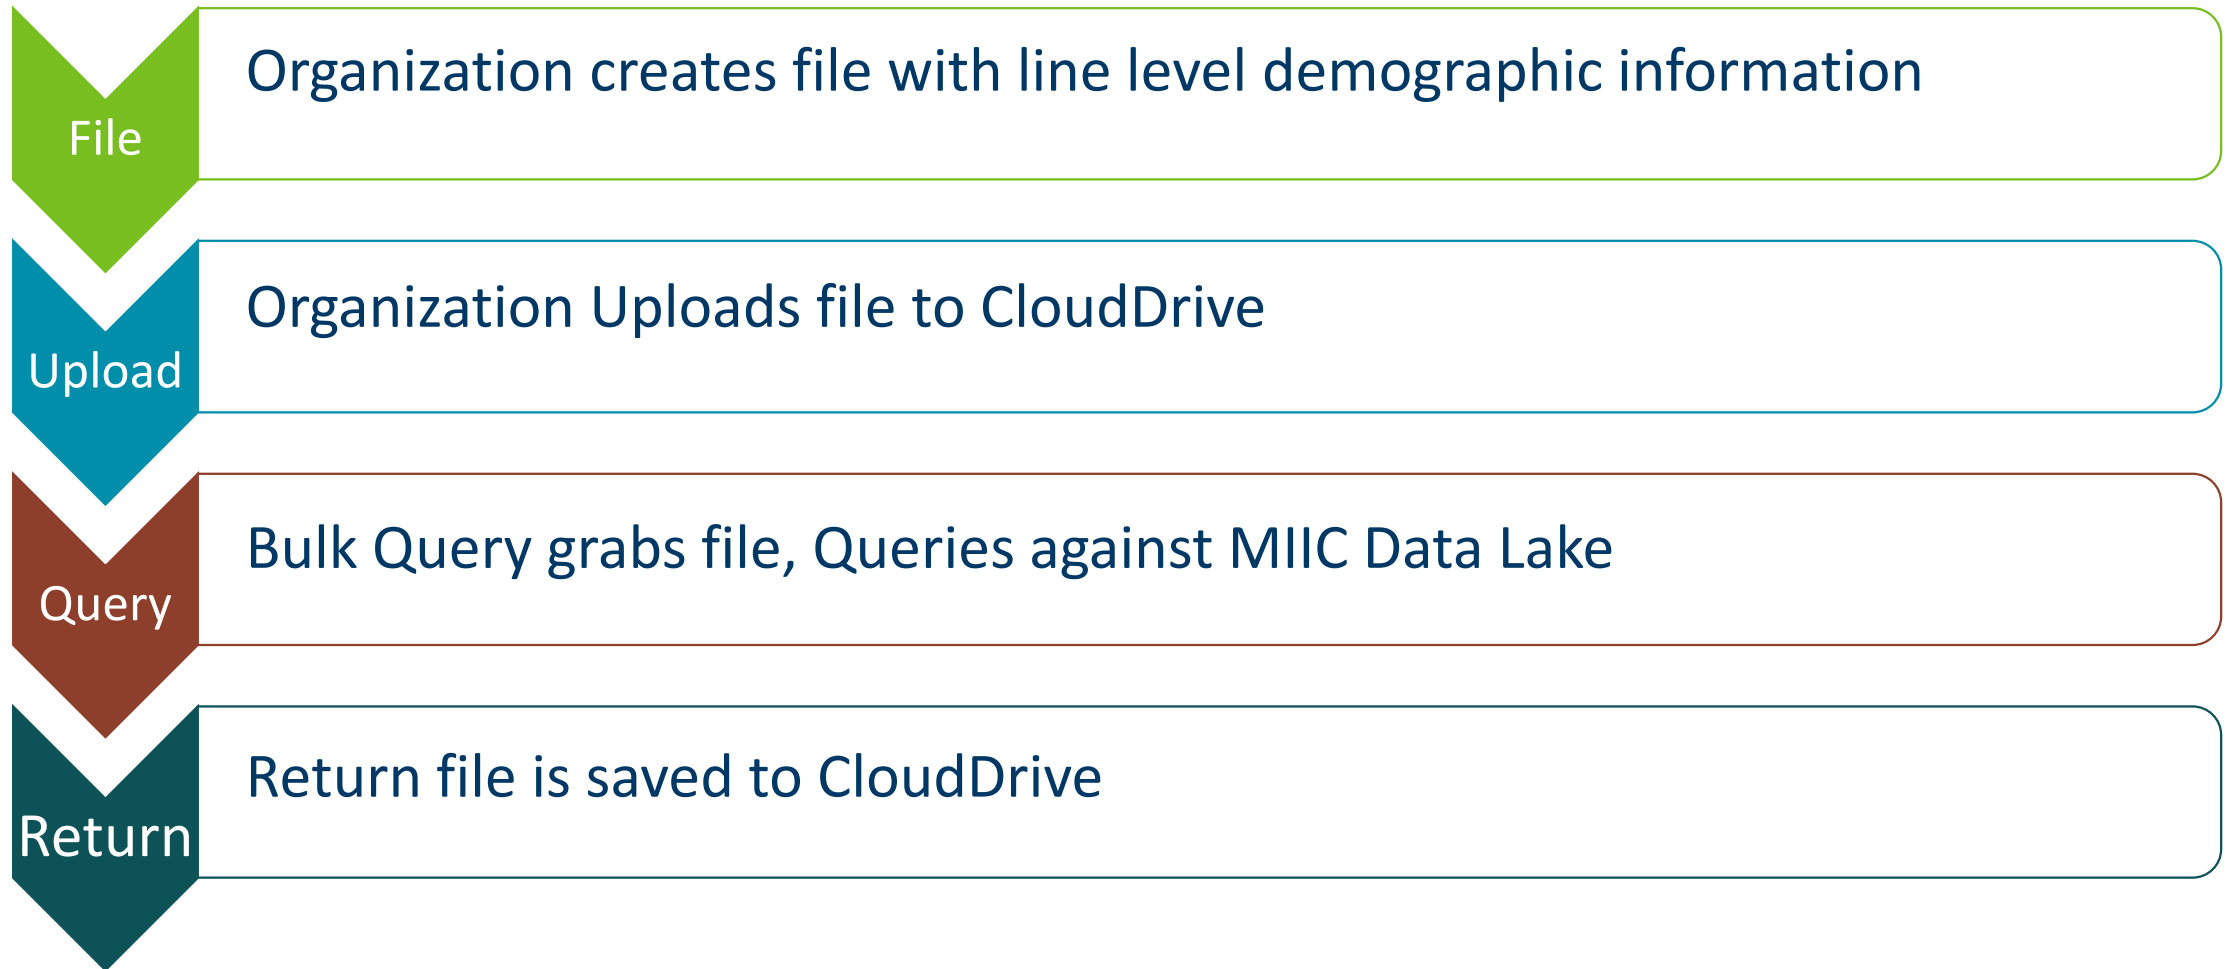 File
Organization creates file with line level demographic information
Upload
Organization Uploads file to CloudDrive
Query
Bulk Query grabs file, Queries against MIIC Data Lake
Return
Return file is saved to CloudDrive